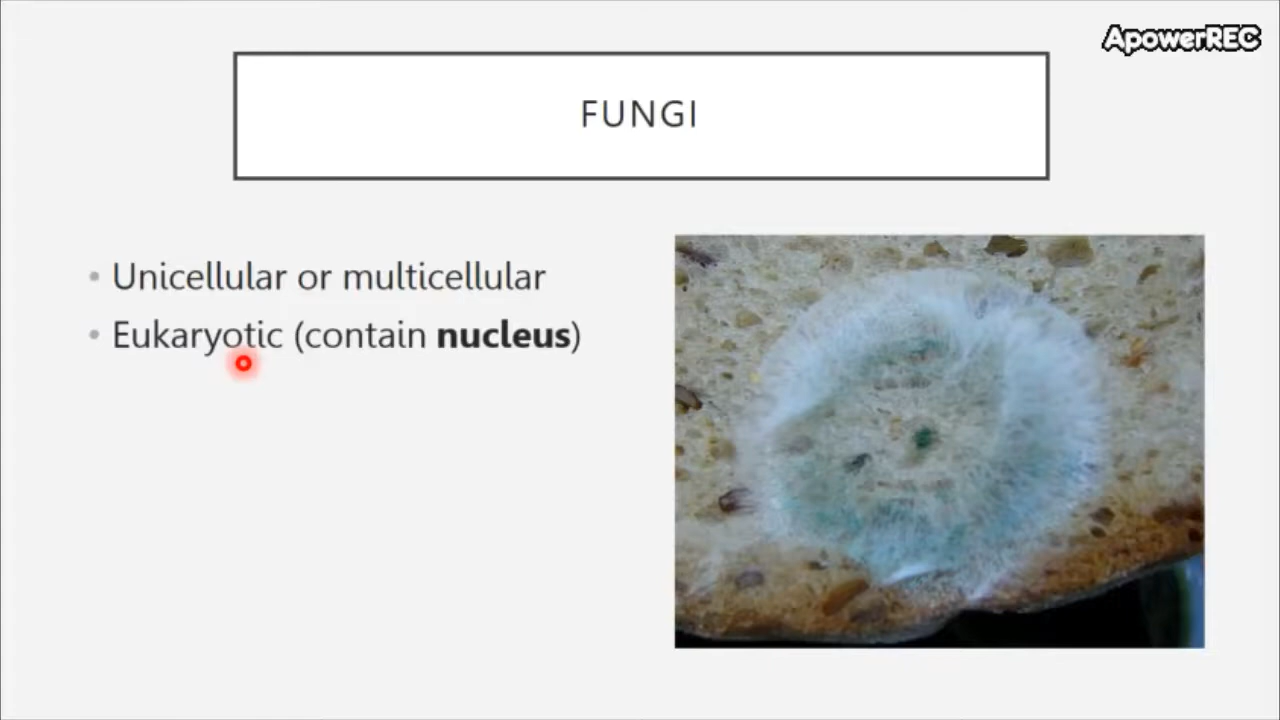 ApowerREC
FUNGI
• Unicellular or multicellular
• Eukaryotic (contain nucleus)